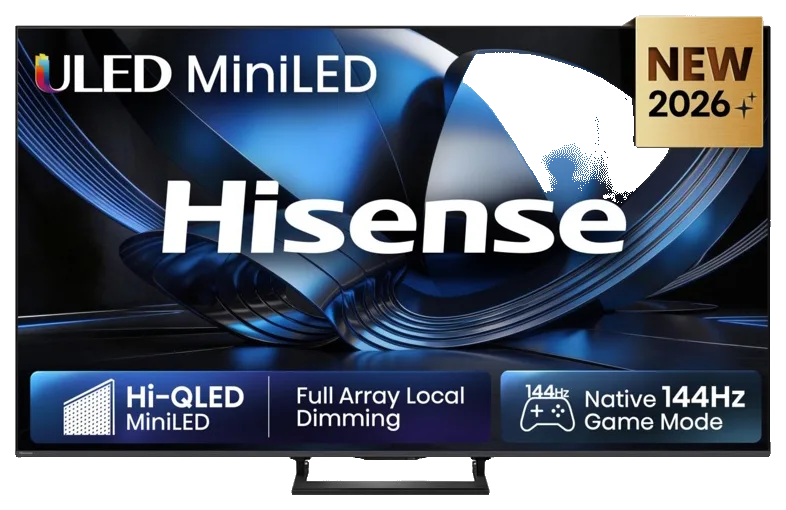 ULED MiniLED
NEW
2026
Hisense
Hi-QLED
MiniLED
Full Array Local
Dimming
144Hz
Native 144Hz
Game Mode